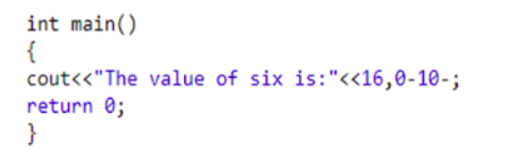 int main()
{
cout<<"The value of six is:"<<16,0-10-;
return 0;
}